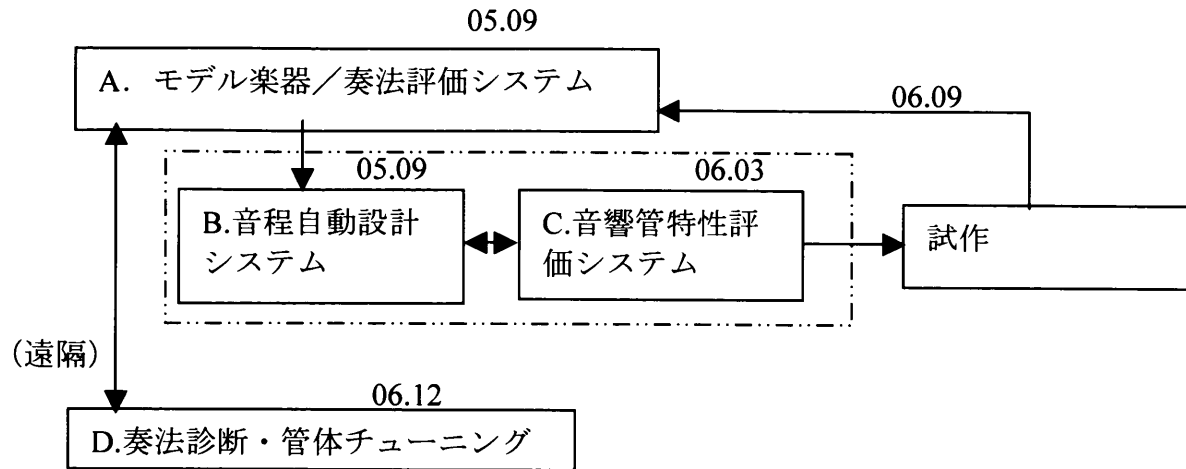 05.09
A. モデル楽器／奏法評価システム
06.09
05.09
06.03
B.音程自動設計
システム
C.音響管特性評
価システム
試作
（遠隔）
06.12
D.奏法診断・管体チューニング